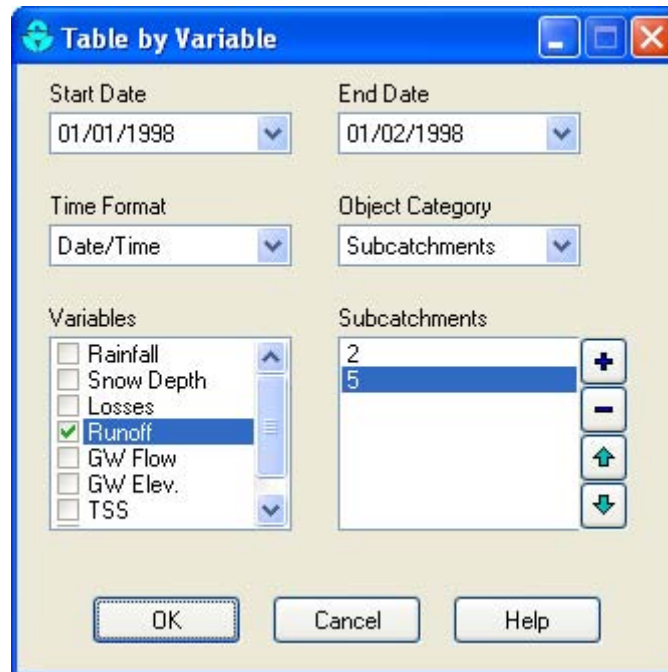 Table by Variable
Start Date
End Date
01/01/1998
01/02/1998
Time Format
Object Category
Date/Time
Subcatchments
Variables
Subcatchments
Rainfall
Snow Depth
Losses
Runoff
GW Flow
GW Elev.
TSS
2
5
OK
Cancel
Help